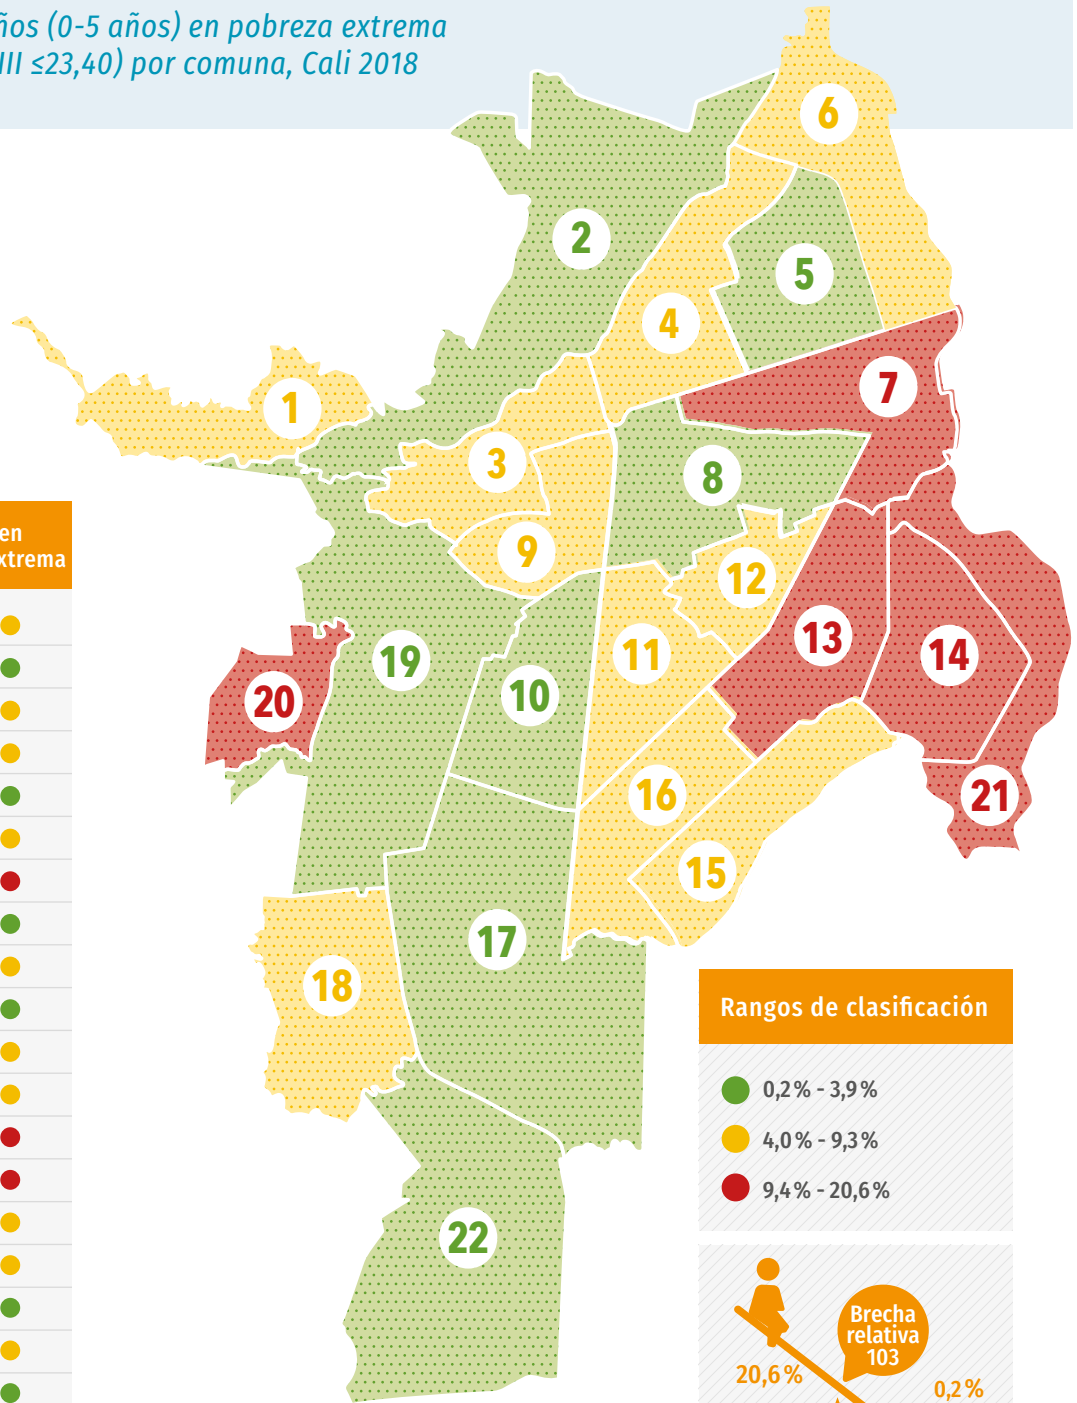 ños (0-5 años) en pobreza extrema
III ≤23,40) por comuna, Cali 2018
6
2
5
4
7
1
3
8
9
12
13
11
14
19
10
20
16
21
15
17
18
22
en
xtrema
Rangos de clasificación
0,2% - 3,9%
4,0% - 9,3%
9,4% - 20,6%
Brecha
relativa
103
20,6%
0,2%